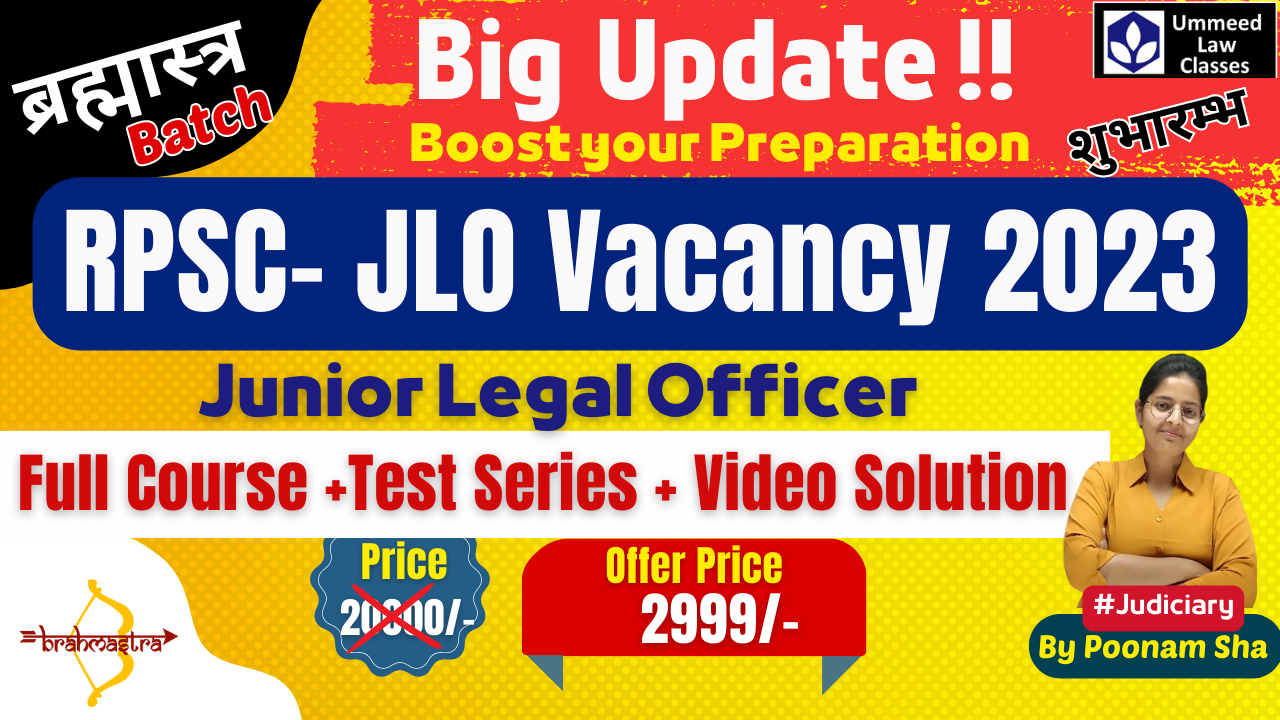 ब्रह्मास्त्र
Batch
Big Update !!
Boost your Preparation
Ummeed
Law
Classes
शुभारम्भ
RPSC- JLO Vacancy 2023
Junior Legal Officer
Full Course +Test Series + Video Solution
Price
20000/-
Offer Price
2999/-
brahmastra
#Judiciary
By Poonam Sha